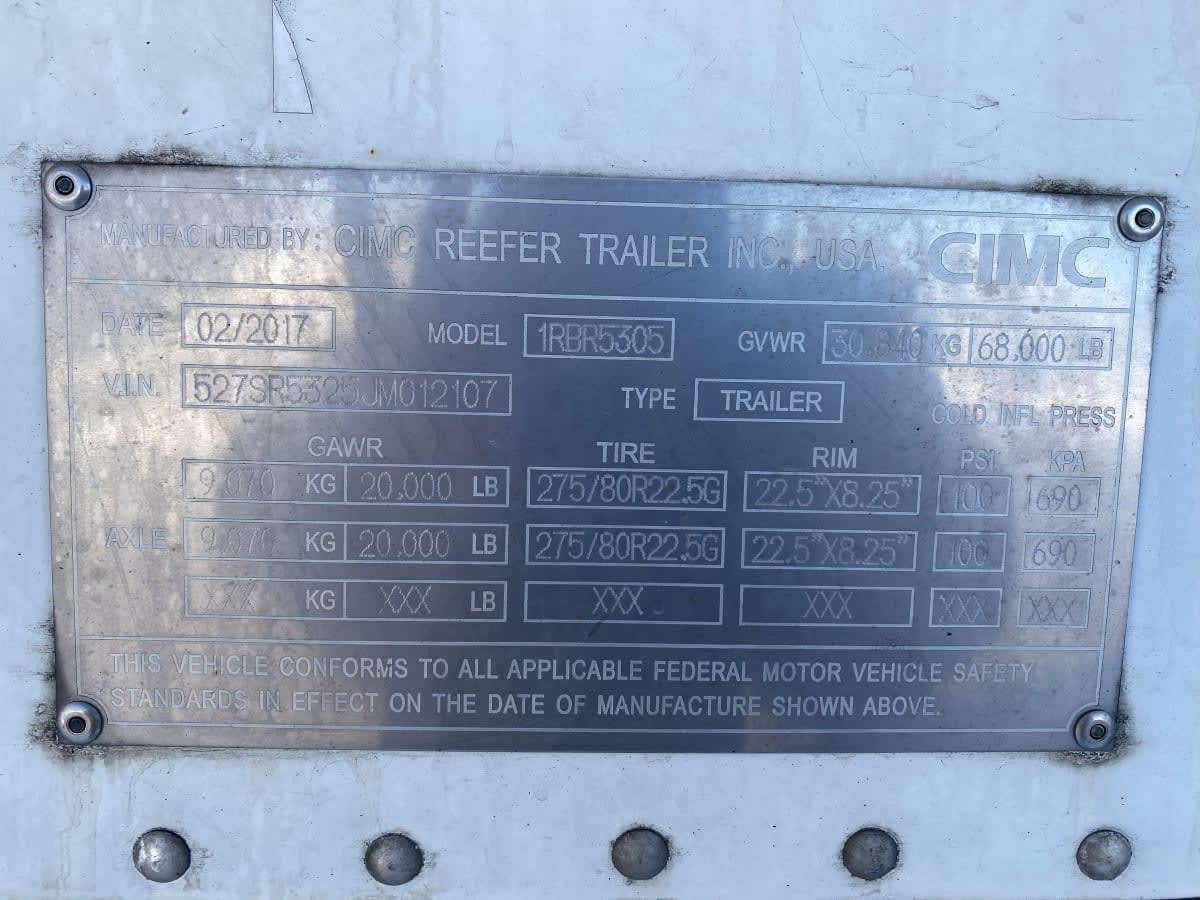 MANUFACTURED BY: CIMC REEFER TRAILER INC., USA. CIMC
DATE 02/2017 MODEL 1RBR5305 GVWR 30,840 KG 68,000 LB
V.I.N. 527SR5325JM012107 TYPE TRAILER COLD INFL PRESS
GAWR TIRE RIM PSI KPA
9,070 KG 20,000 LB 275/80R22.5G 22.5"X8.25" 100 690
AXLE 9,070 KG 20,000 LB 275/80R22.5G 22.5"X8.25" 100 690
XXX KG XXX LB XXX XXX XXX XXX
THIS VEHICLE CONFORMS TO ALL APPLICABLE FEDERAL MOTOR VEHICLE SAFETY
STANDARDS IN EFFECT ON THE DATE OF MANUFACTURE SHOWN ABOVE.